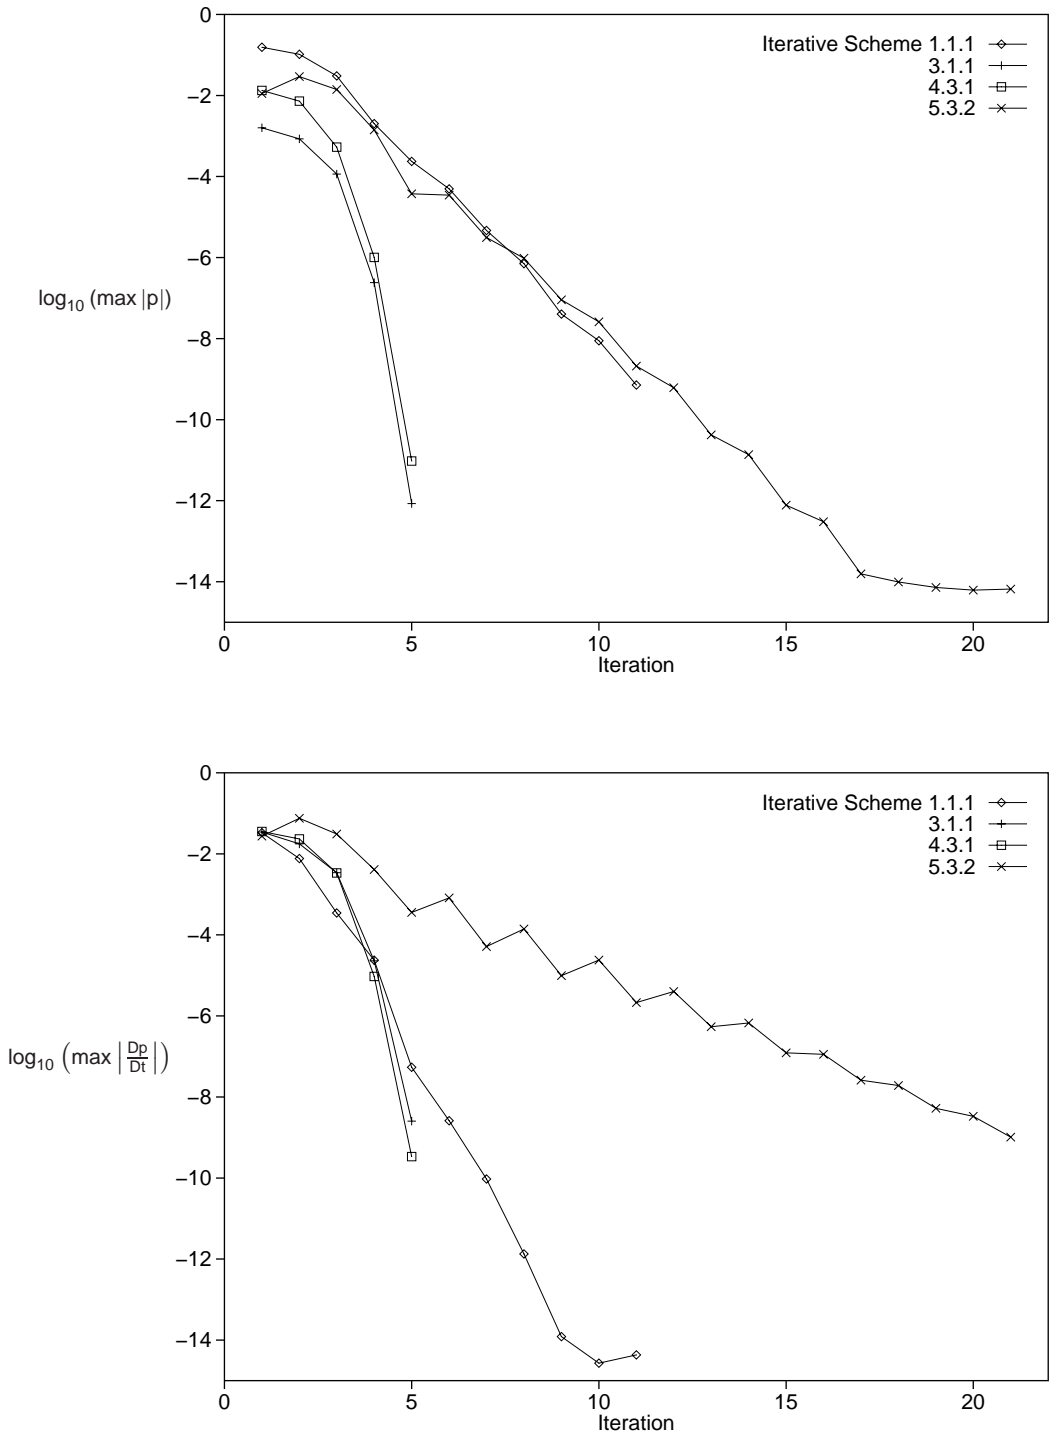 0
−2
−4
−6
−8
−10
−12
−14
log10 (max |p|)
Iterative Scheme 1.1.1
3.1.1
4.3.1
5.3.2
0 5 10 15 20
Iteration
0
−2
−4
−6
−8
−10
−12
−14
log10 (max |Dp/Dt|)
Iterative Scheme 1.1.1
3.1.1
4.3.1
5.3.2
0 5 10 15 20
Iteration